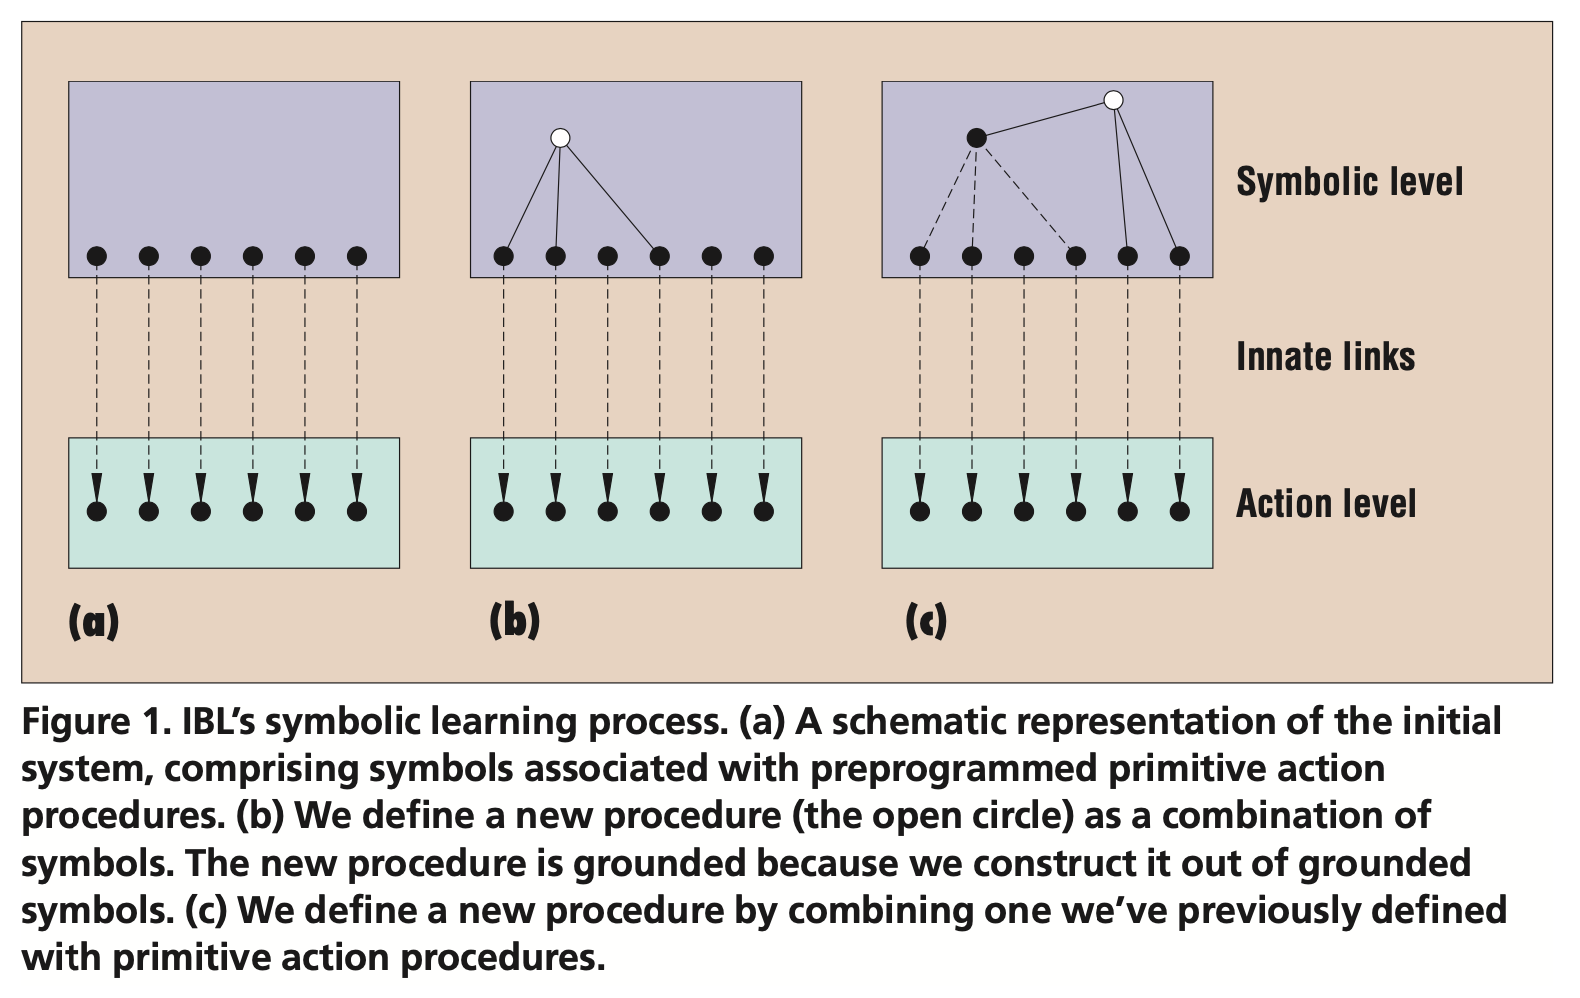 Symbolic level
Innate links
Action level
(a)
(b)
(c)
Figure 1. IBL’s symbolic learning process. (a) A schematic representation of the initial
system, comprising symbols associated with preprogrammed primitive action
procedures. (b) We define a new procedure (the open circle) as a combination of
symbols. The new procedure is grounded because we construct it out of grounded
symbols. (c) We define a new procedure by combining one we’ve previously defined
with primitive action procedures.